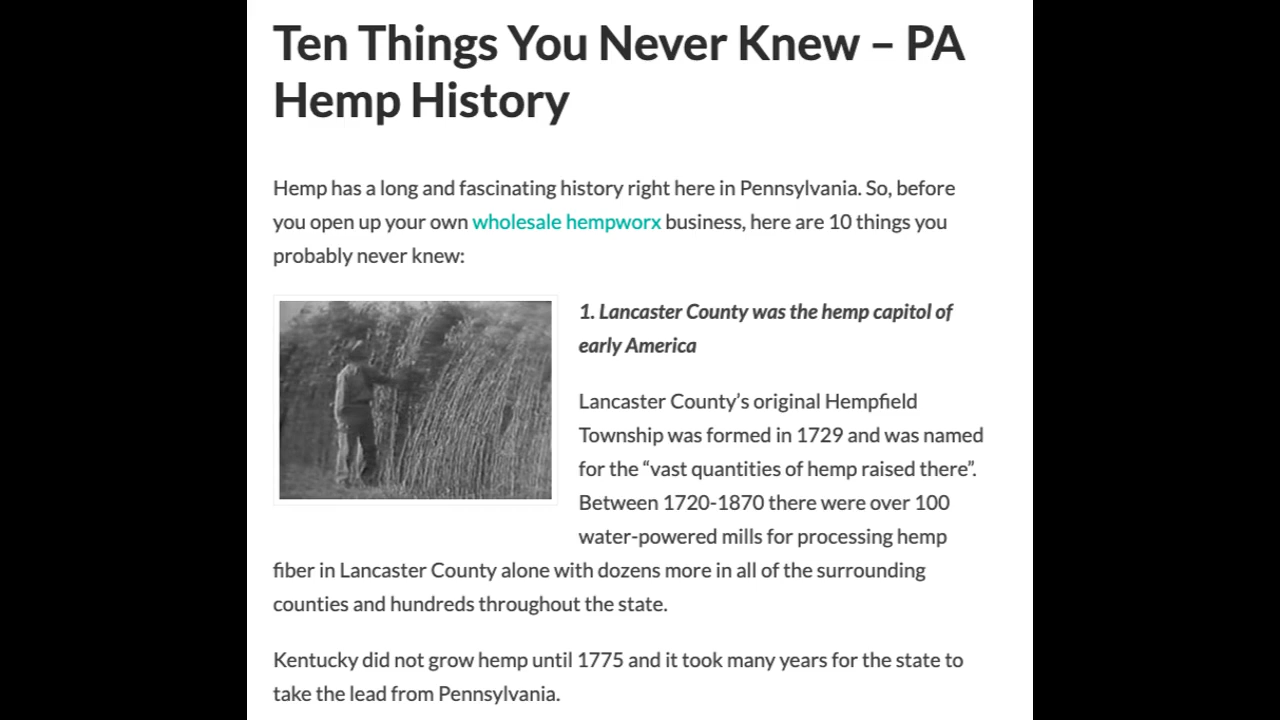 Ten Things You Never Knew – PA
Hemp History
Hemp has a long and fascinating history right here in Pennsylvania. So, before
you open up your own wholesale hempworx business, here are 10 things you
probably never knew:
1. Lancaster County was the hemp capitol of
early America
Lancaster County’s original Hempfield
Township was formed in 1729 and was named
for the “vast quantities of hemp raised there”.
Between 1720-1870 there were over 100
water-powered mills for processing hemp
fiber in Lancaster County alone with dozens more in all of the surrounding
counties and hundreds throughout the state.
Kentucky did not grow hemp until 1775 and it took many years for the state to
take the lead from Pennsylvania.